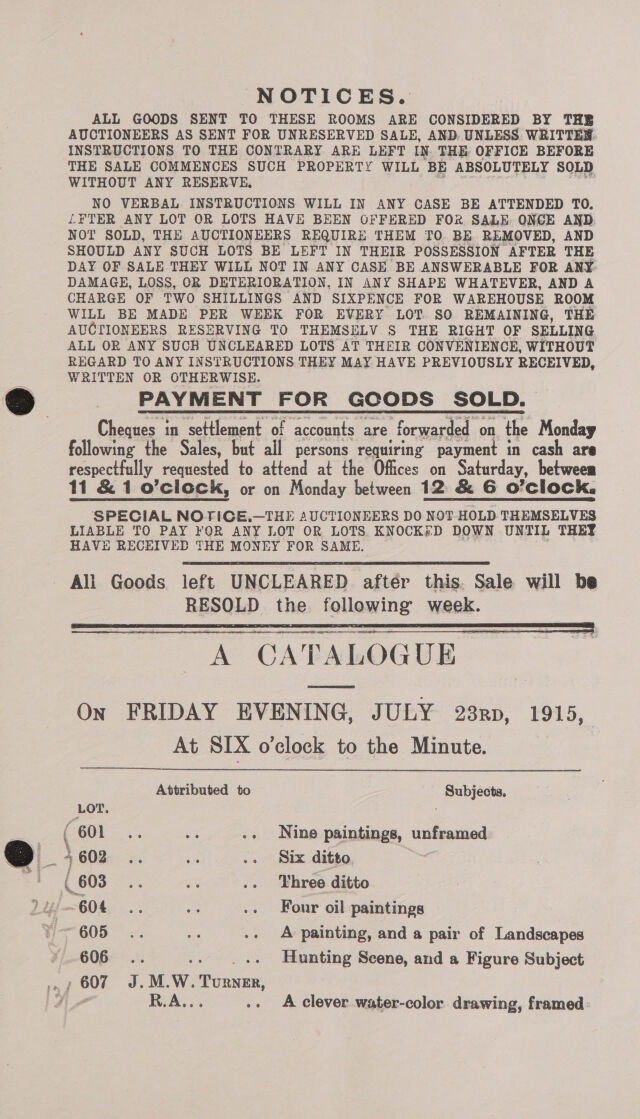 NOTICES.
ALL GOODS SENT TO THESE ROOMS ARE CONSIDERED BY THE
AUCTIONEERS AS SENT FOR UNRESERVED SALE, AND UNLESS WRITTEN
INSTRUCTIONS TO THE CONTRARY ARE LEFT IN THE OFFICE BEFORE
THE SALE COMMENCES SUCH PROPERTY WILL BE ABSOLUTELY SOLD
WITHOUT ANY RESERVE.
NO VERBAL INSTRUCTIONS WILL IN ANY CASE BE ATTENDED TO.
AFTER ANY LOT OR LOTS HAVE BEEN OFFERED FOR SALE ONCE AND
NOT SOLD, THE AUCTIONEERS REQUIRE THEM TO BE REMOVED, AND
SHOULD ANY SUCH LOTS BE LEFT IN THEIR POSSESSION AFTER THE
DAY OF SALE THEY WILL NOT IN ANY CASE BE ANSWERABLE FOR ANY
DAMAGE, LOSS, OR DETERIORATION, IN ANY SHAPE WHATEVER, AND A
CHARGE OF TWO SHILLINGS AND SIXPENCE FOR WAREHOUSE ROOM
WILL BE MADE PER WEEK FOR EVERY LOT SO REMAINING, THE
AUCTIONEERS RESERVING TO THEMSELV S THE RIGHT OF SELLING
ALL OR ANY SUCH UNCLEARED LOTS AT THEIR CONVENIENCE, WITHOUT
REGARD TO ANY INSTRUCTIONS THEY MAY HAVE PREVIOUSLY RECEIVED,
WRITTEN OR OTHERWISE.
PAYMENT FOR GOODS SOLD.
Cheques in settlement of accounts are forwarded on the Monday
following the Sales, but all persons requiring payment in cash are
respectfully requested to attend at the Offices on Saturday, between
11 & 1 o'clock, or on Monday between 12 & 6 o'clock.
SPECIAL NOTICE.—THE AUCTIONEERS DO NOT HOLD THEMSELVES
LIABLE TO PAY FOR ANY LOT OR LOTS KNOCKED DOWN UNTIL THEY
HAVE RECEIVED THE MONEY FOR SAME.
All Goods left UNCLEARED after this Sale will be
RESOLD the following week.
A CATALOGUE
On FRIDAY EVENING, JULY 23RD, 1915,
At SIX o'clock to the Minute.
Attributed to Subjects.
LOT.
601 .. .. .. Nine paintings, unframed
602 .. .. .. Six ditto
603 .. .. .. Three ditto
604 .. .. .. Four oil paintings
605 .. .. .. A painting, and a pair of Landscapes
606 .. .. .. Hunting Scene, and a Figure Subject
607 J. M. W. TURNER,
R.A... .. A clever water-color drawing, framed